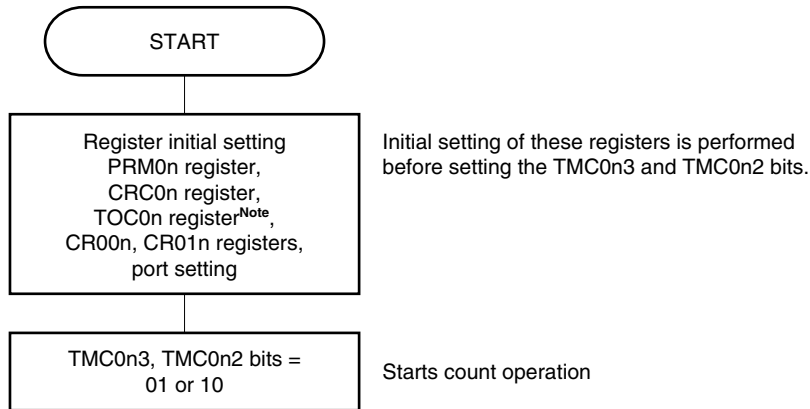 START
Register initial setting
PRM0n register,
CRC0n register,
TOC0n registerNote,
CR00n, CR01n registers,
port setting
Initial setting of these registers is performed
before setting the TMC0n3 and TMC0n2 bits.
TMC0n3, TMC0n2 bits =
01 or 10
Starts count operation